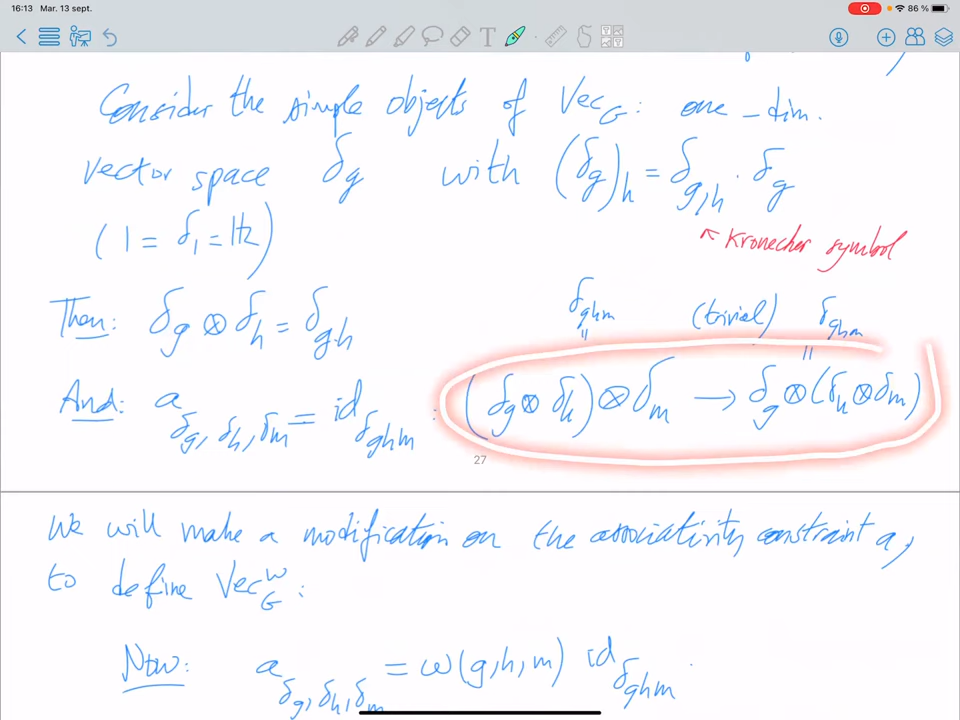 16:13 Mar. 13 sept. 86 %
Consider the simple objects of Vec_G: one-dim.
vector space δ_g with (δ_g)_h = δ_{g,h} · δ_g
(1 = δ_1 = 𝕜)
↖ Kronecher symbol
Then: δ_g ⊗ δ_h = δ_{gh}
δ_{ghm} (trivial) δ_{ghm}
And: a_{δ_g, δ_h, δ_m} = id_{δ_{ghm}} : (δ_g ⊗ δ_h) ⊗ δ_m → δ_g ⊗ (δ_h ⊗ δ_m)
27
We will make a modification on the associativity constraint a,
to define Vec_G^ω :
Now: a_{δ_g, δ_h, δ_m} = ω(g,h,m) id_{δ_{ghm}} .